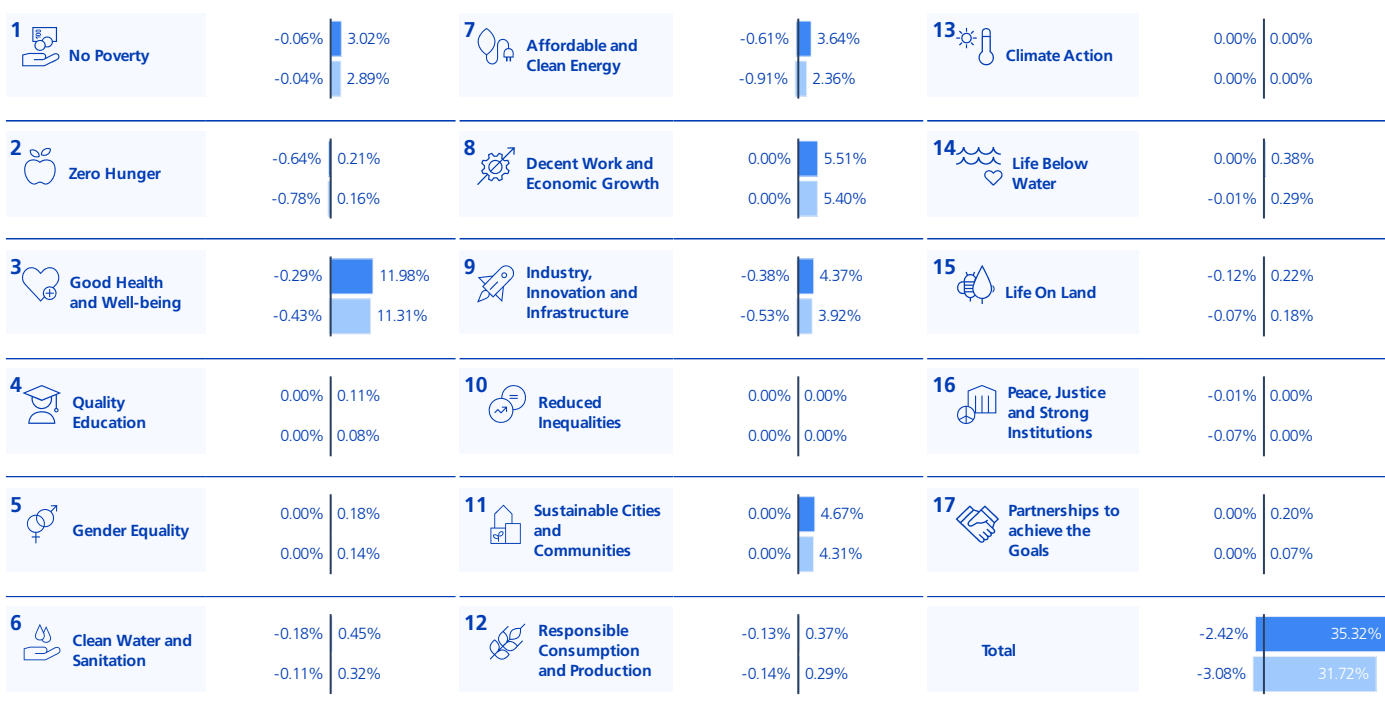 1
No Poverty
-0.06% 3.02%
-0.04% 2.89%
2
Zero Hunger
-0.64% 0.21%
-0.78% 0.16%
3
Good Health
and Well-being
-0.29% 11.98%
-0.43% 11.31%
4
Quality
Education
0.00% 0.11%
0.00% 0.08%
5
Gender Equality
0.00% 0.18%
0.00% 0.14%
6
Clean Water and
Sanitation
-0.18% 0.45%
-0.11% 0.32%
7
Affordable and
Clean Energy
-0.61% 3.64%
-0.91% 2.36%
8
Decent Work and
Economic Growth
0.00% 5.51%
0.00% 5.40%
9
Industry,
Innovation and
Infrastructure
-0.38% 4.37%
-0.53% 3.92%
10
Reduced
Inequalities
0.00% 0.00%
0.00% 0.00%
11
Sustainable Cities
and
Communities
0.00% 4.67%
0.00% 4.31%
12
Responsible
Consumption
and Production
-0.13% 0.37%
-0.14% 0.29%
13
Climate Action
0.00% 0.00%
0.00% 0.00%
14
Life Below
Water
0.00% 0.38%
-0.01% 0.29%
15
Life On Land
-0.12% 0.22%
-0.07% 0.18%
16
Peace, Justice
and Strong
Institutions
-0.01% 0.00%
-0.07% 0.00%
17
Partnerships to
achieve the
Goals
0.00% 0.20%
0.00% 0.07%
Total
-2.42% 35.32%
-3.08% 31.72%